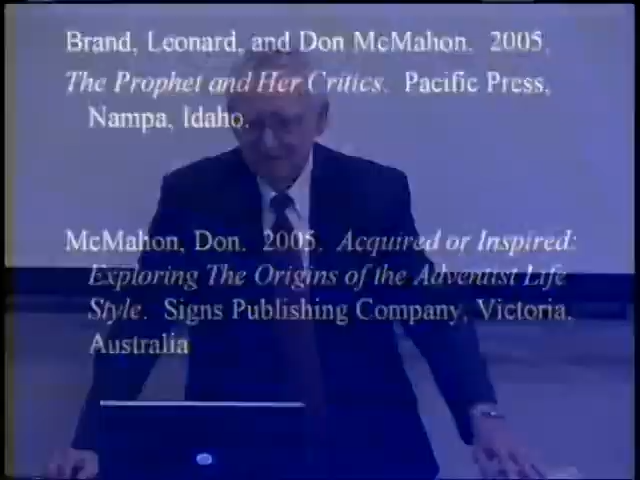 Brand, Leonard, and Don McMahon. 2005.
The Prophet and Her Critics. Pacific Press,
Nampa, Idaho.
McMahon, Don. 2005. Acquired or Inspired:
Exploring The Origins of the Adventist Life
Style. Signs Publishing Company, Victoria,
Australia